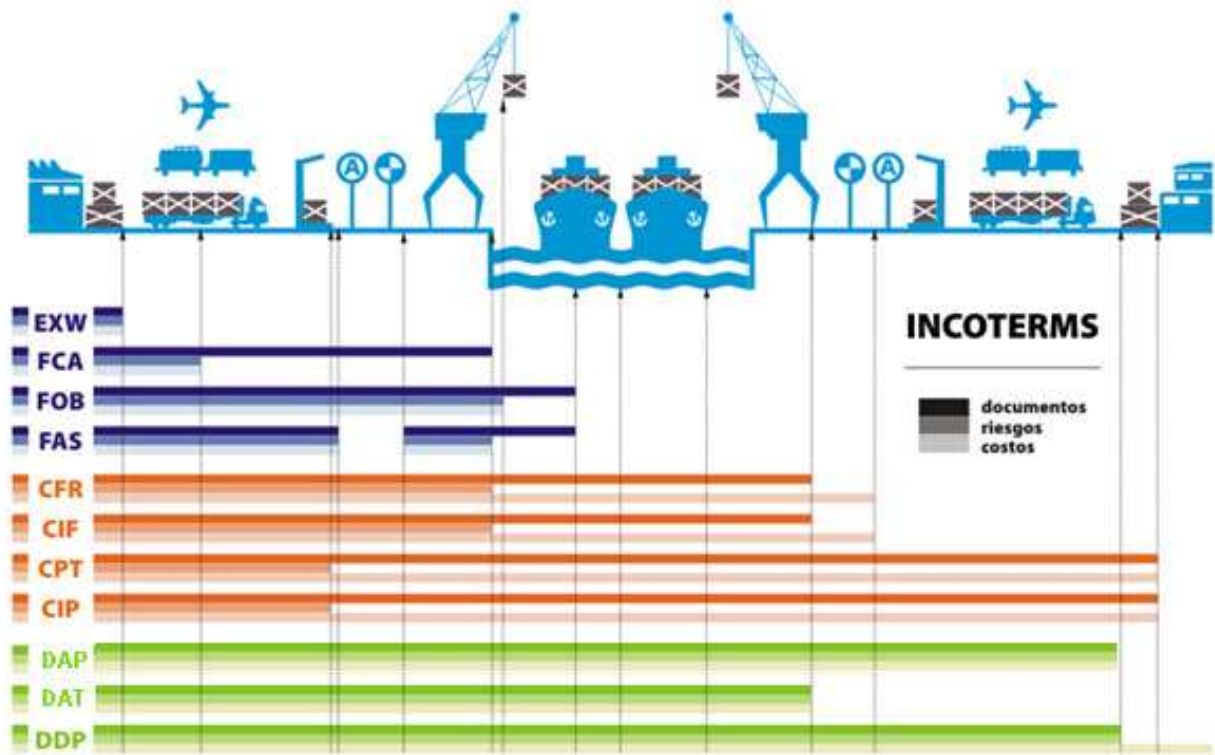 A
A
EXW
INCOTERMS
FCA
FOB
documentos
riesgos
FAS
costos
CFR
CIF
CPT
CIP
DAP
DAT
DDP